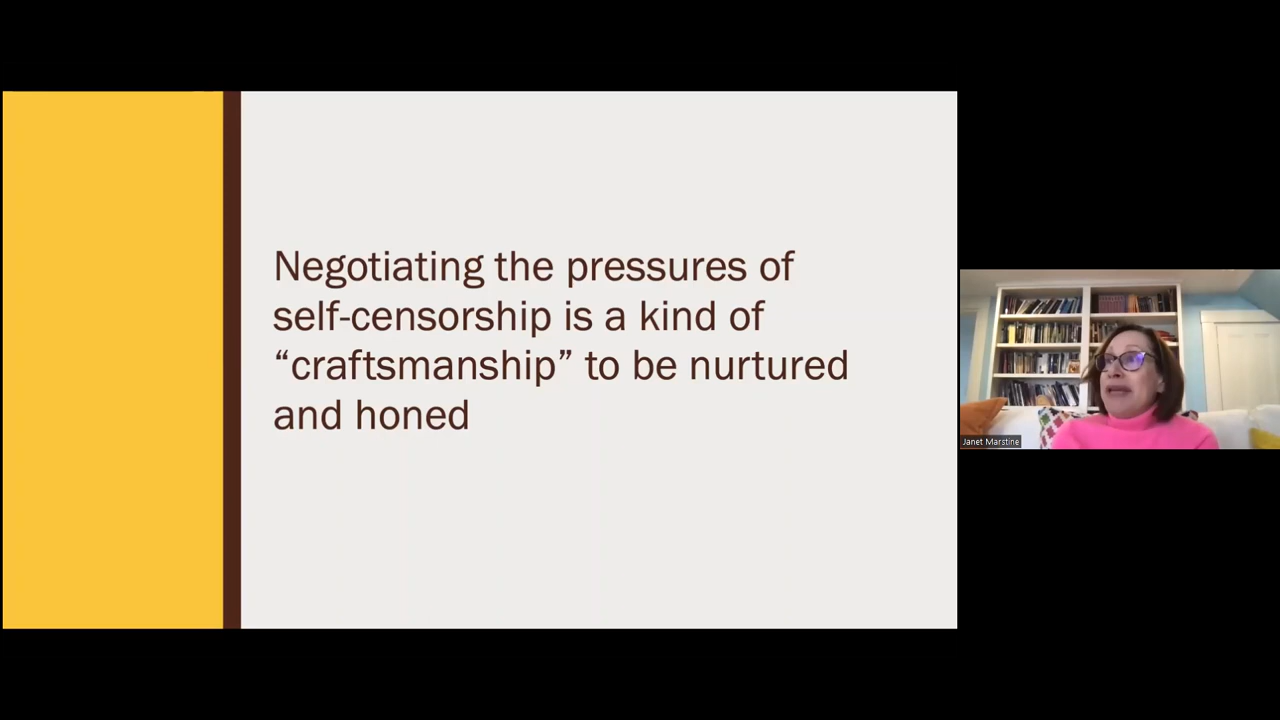 Negotiating the pressures of
self-censorship is a kind of
“craftsmanship” to be nurtured
and honed
Janet Marstine